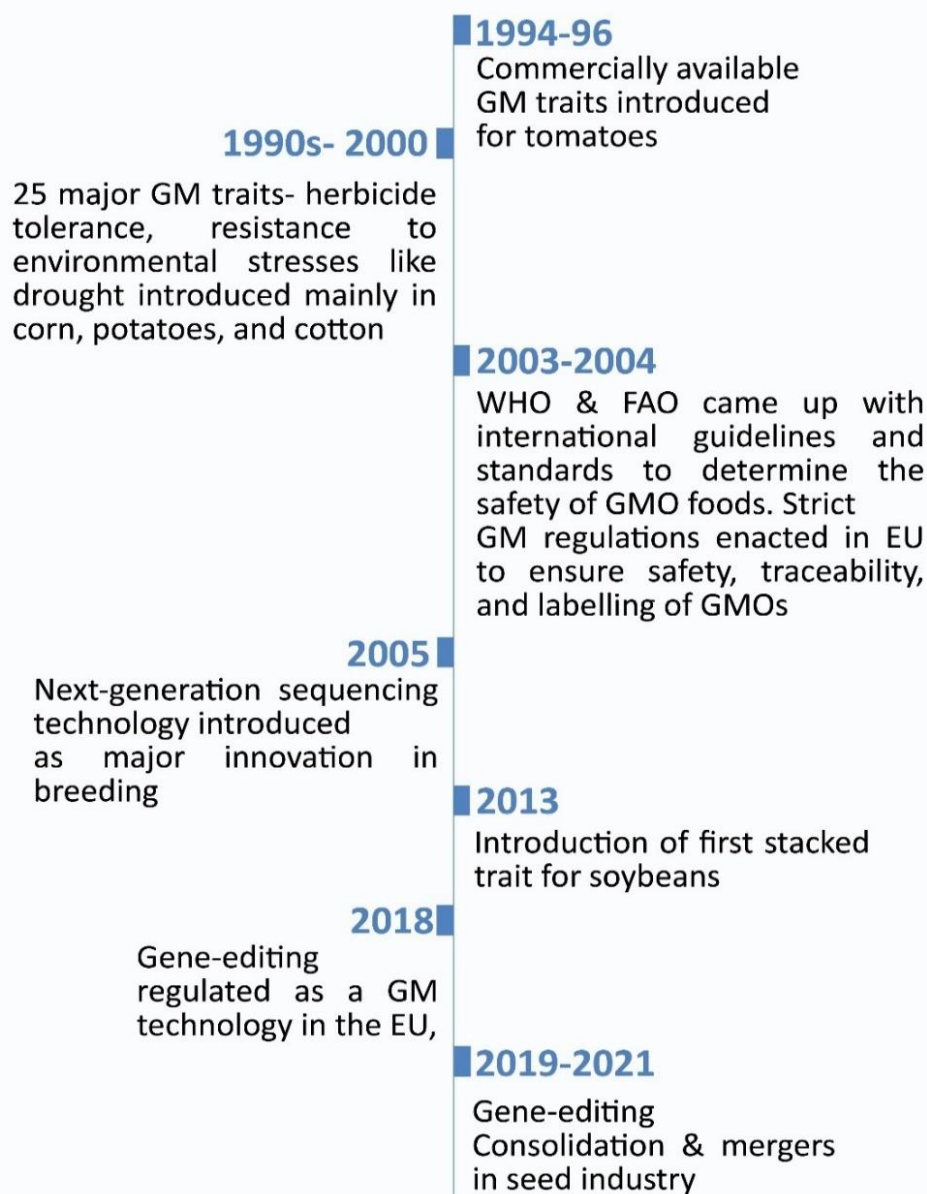 1994-96
Commercially available
GM traits introduced
for tomatoes
1990s- 2000
25 major GM traits- herbicide
tolerance, resistance to
environmental stresses like
drought introduced mainly in
corn, potatoes, and cotton
2003-2004
WHO & FAO came up with
international guidelines and
standards to determine the
safety of GMO foods. Strict
GM regulations enacted in EU
to ensure safety, traceability,
and labelling of GMOs
2005
Next-generation sequencing
technology introduced
as major innovation in
breeding
2013
Introduction of first stacked
trait for soybeans
2018
Gene-editing
regulated as a GM
technology in the EU,
2019-2021
Gene-editing
Consolidation & mergers
in seed industry